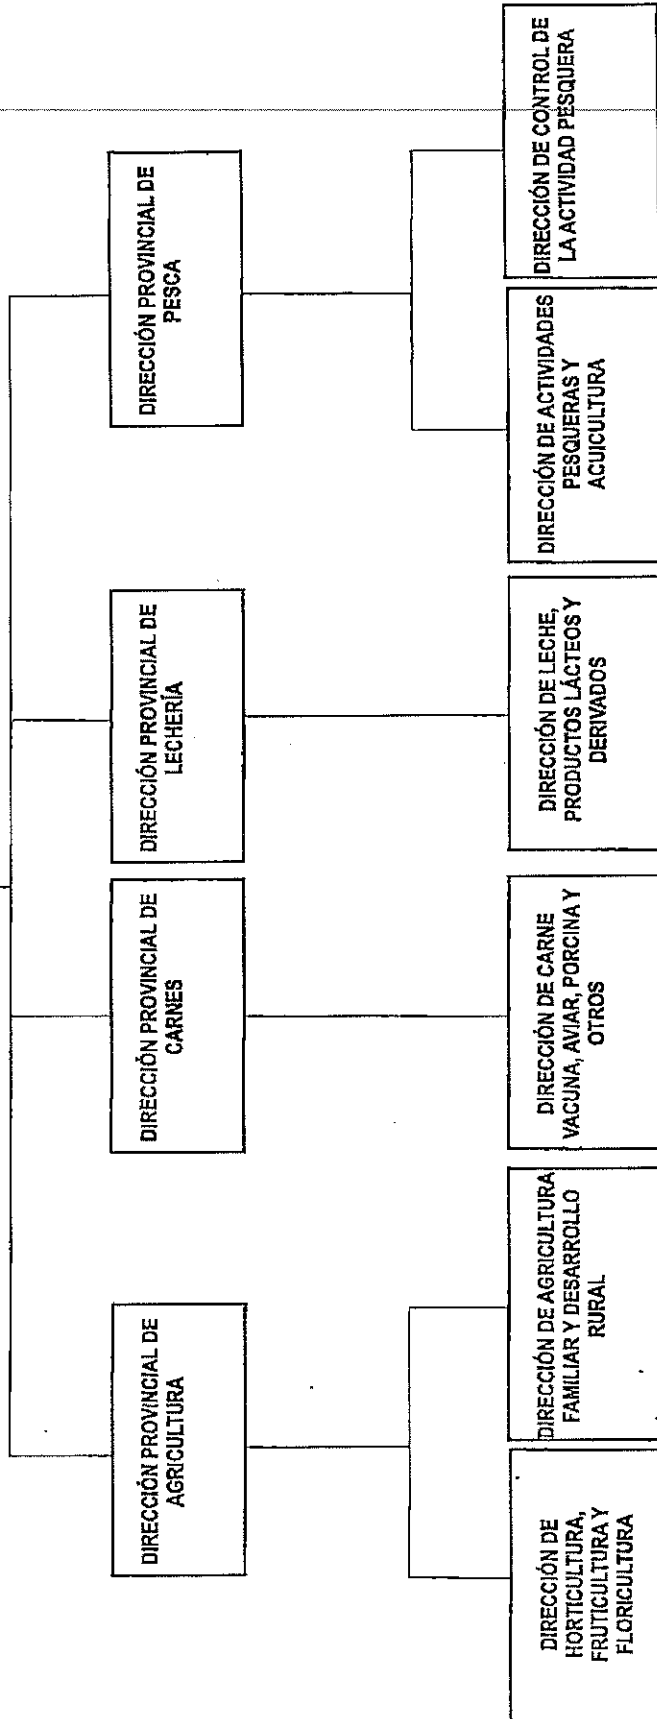 DIRECCIÓN PROVINCIAL DE
AGRICULTURA
DIRECCIÓN PROVINCIAL DE
CARNES
DIRECCIÓN PROVINCIAL DE
LECHERÍA
DIRECCIÓN PROVINCIAL DE
PESCA
DIRECCIÓN DE
HORTICULTURA,
FRUTICULTURA Y
FLORICULTURA
DIRECCIÓN DE AGRICULTURA
FAMILIAR Y DESARROLLO
RURAL
DIRECCIÓN DE CARNE
VACUNA, AVIAR, PORCINA Y
OTROS
DIRECCIÓN DE LECHE,
PRODUCTOS LÁCTEOS Y
DERIVADOS
DIRECCIÓN DE ACTIVIDADES
PESQUERAS Y
ACUICULTURA
DIRECCIÓN DE CONTROL DE
LA ACTIVIDAD PESQUERA